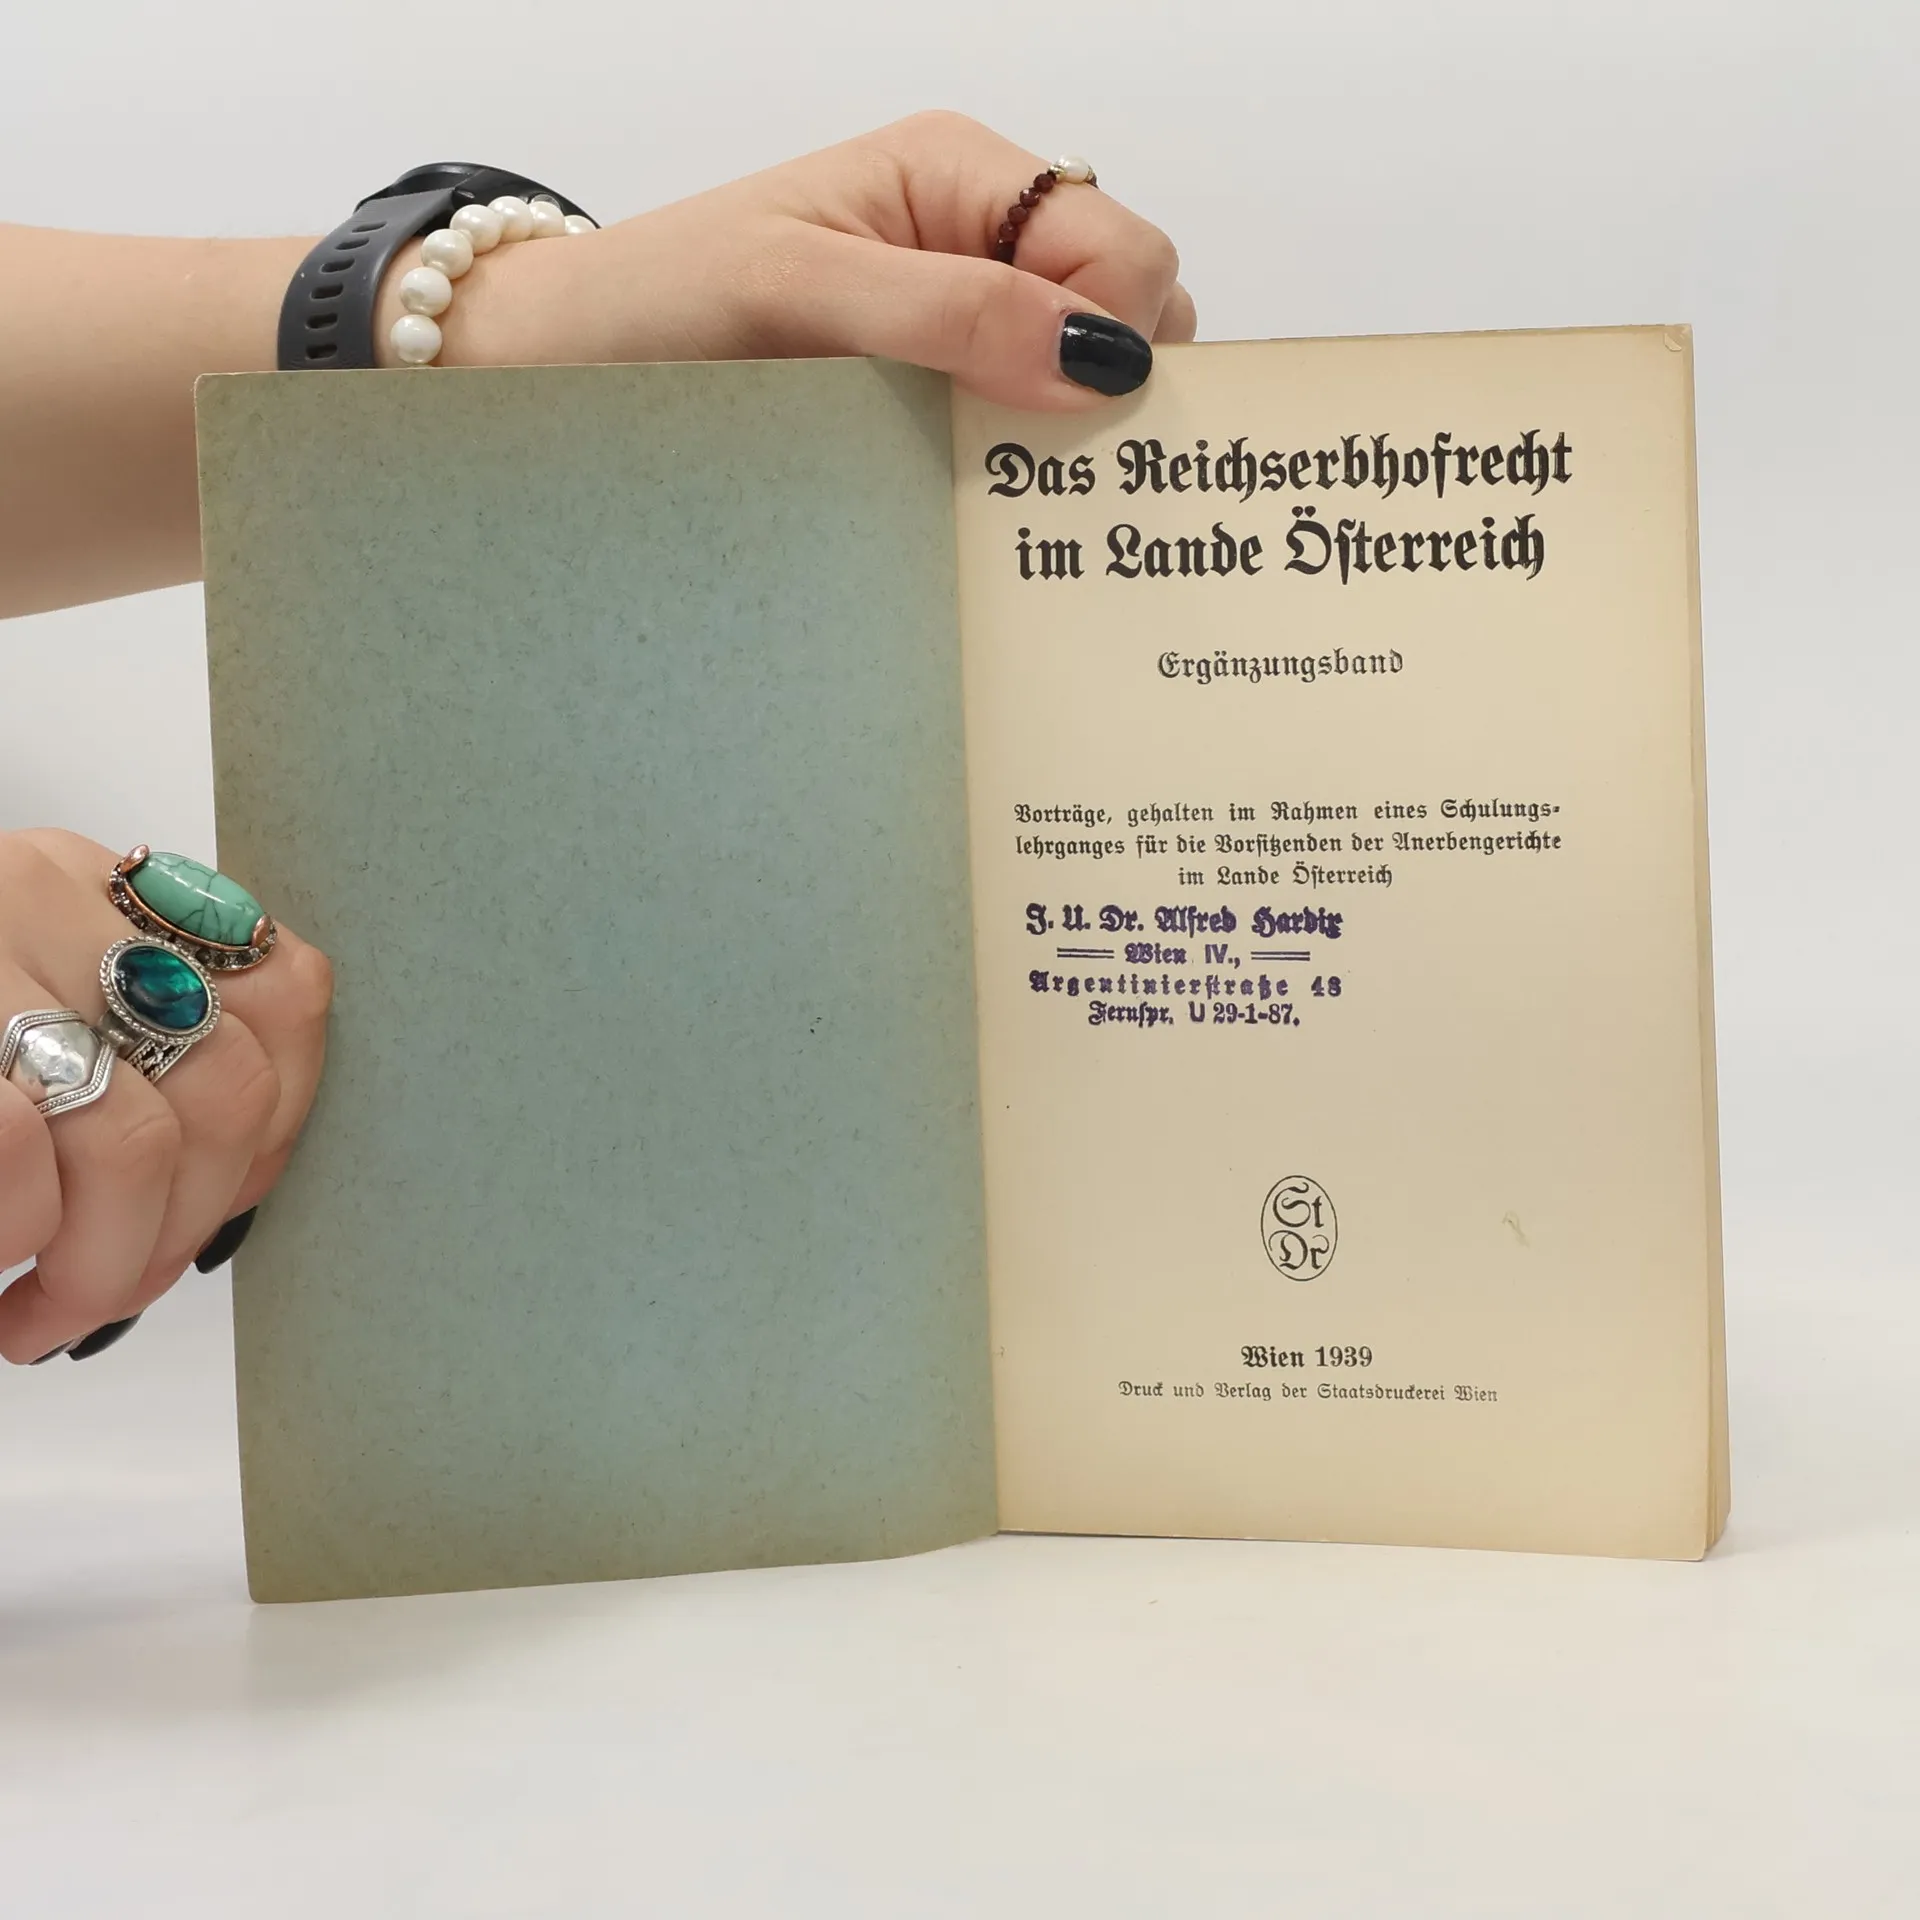 Das Reichserbhofrecht
im Lande Österreich
Ergänzungsband
Vorträge, gehalten im Rahmen eines Schulungs-
lehrganges für die Vorsitzenden der Anerbengerichte
im Lande Österreich
J. U. Dr. Alfred Hardix
Wien IV.,
Argentinierstraße 48
Fernspr. U 29-1-87.
St
Dr
Wien 1939
Druck und Verlag der Staatsdruckerei Wien